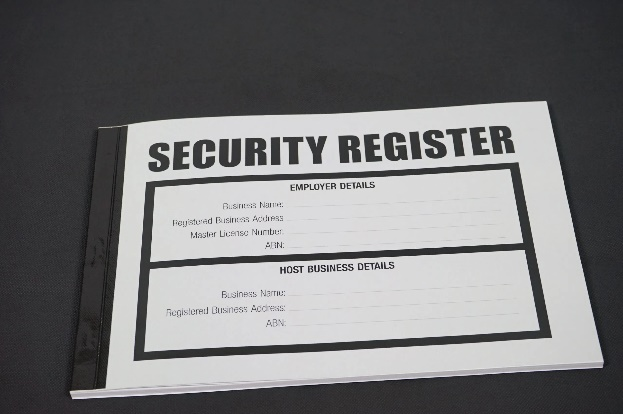 SECURITY REGISTER
EMPLOYER DETAILS
Business Name:
Registered Business Address
Master License Number:
ABN:
HOST BUSINESS DETAILS
Business Name:
Registered Business Address:
ABN: